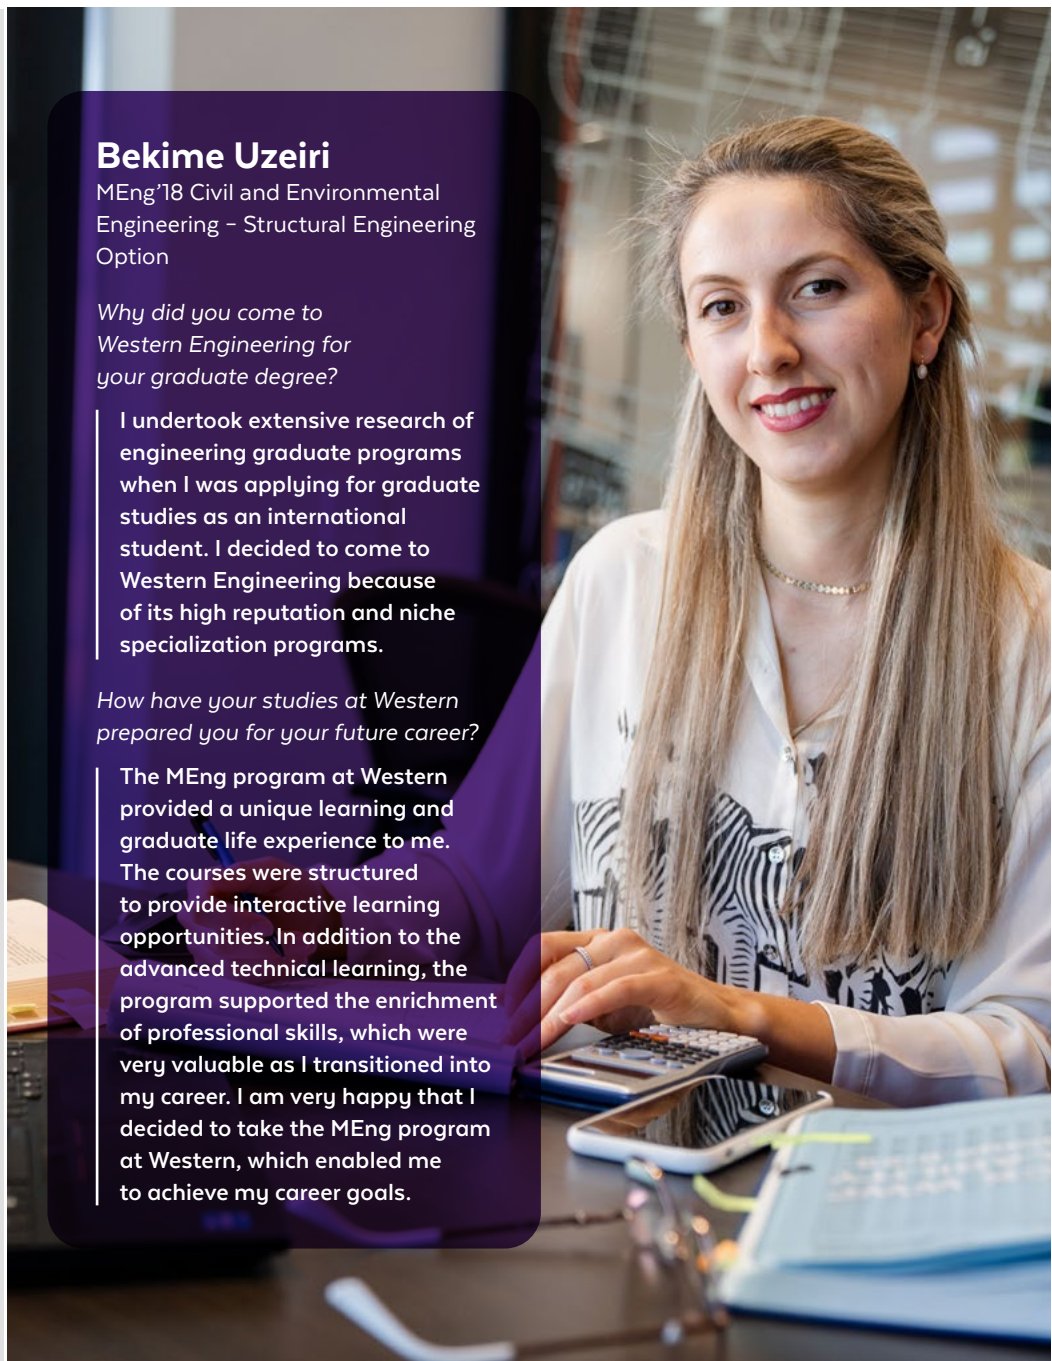 Bekime Uzeiri
MEng’18 Civil and Environmental
Engineering – Structural Engineering
Option
Why did you come to
Western Engineering for
your graduate degree?
I undertook extensive research of
engineering graduate programs
when I was applying for graduate
studies as an international
student. I decided to come to
Western Engineering because
of its high reputation and niche
specialization programs.
How have your studies at Western
prepared you for your future career?
The MEng program at Western
provided a unique learning and
graduate life experience to me.
The courses were structured
to provide interactive learning
opportunities. In addition to the
advanced technical learning, the
program supported the enrichment
of professional skills, which were
very valuable as I transitioned into
my career. I am very happy that I
decided to take the MEng program
at Western, which enabled me
to achieve my career goals.